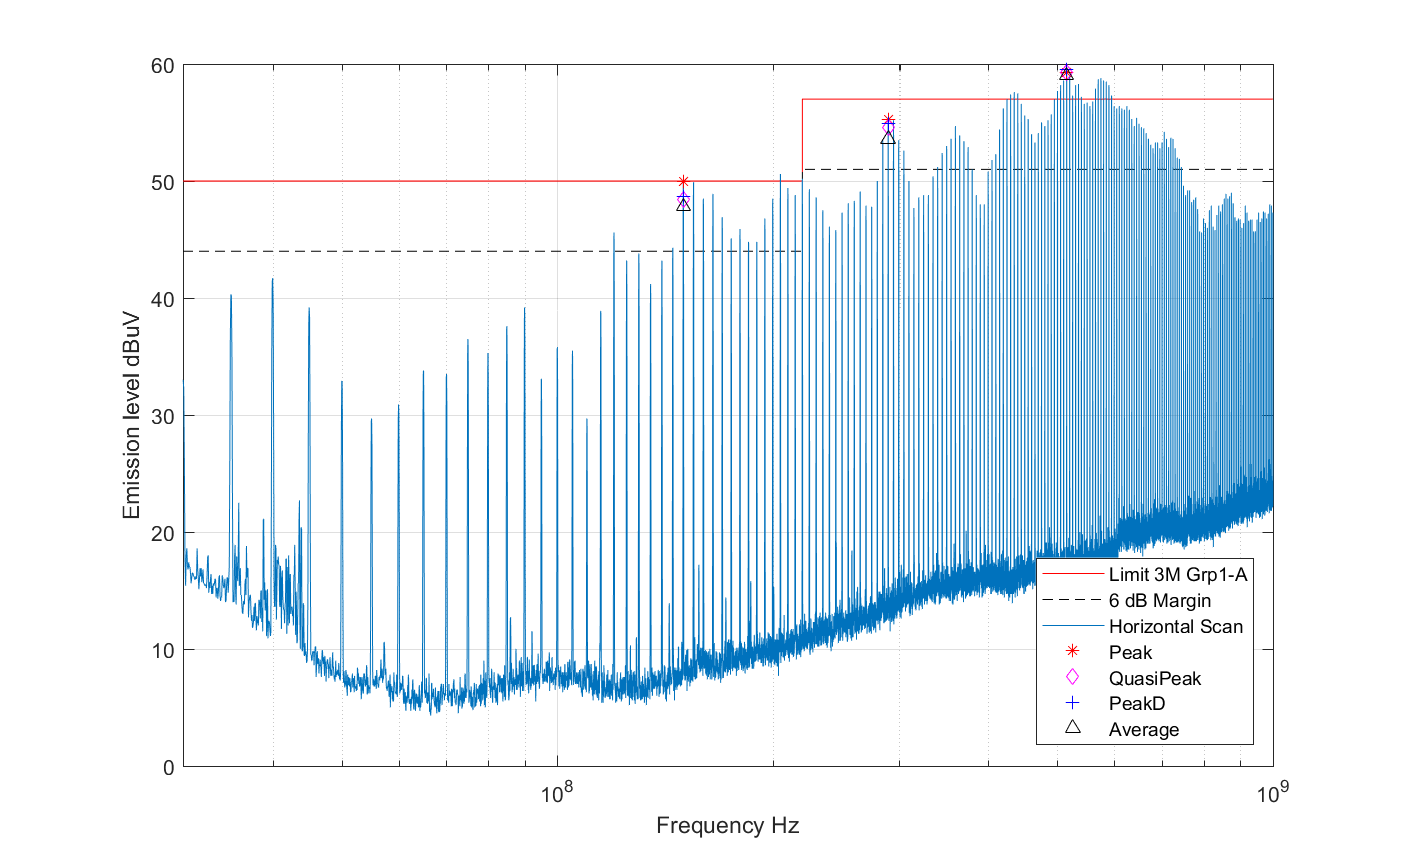 60
50
40
30
20
10
0
Emission level dBuV
10^8
10^9
Frequency Hz
Limit 3M Grp1-A
6 dB Margin
Horizontal Scan
Peak
QuasiPeak
PeakD
Average